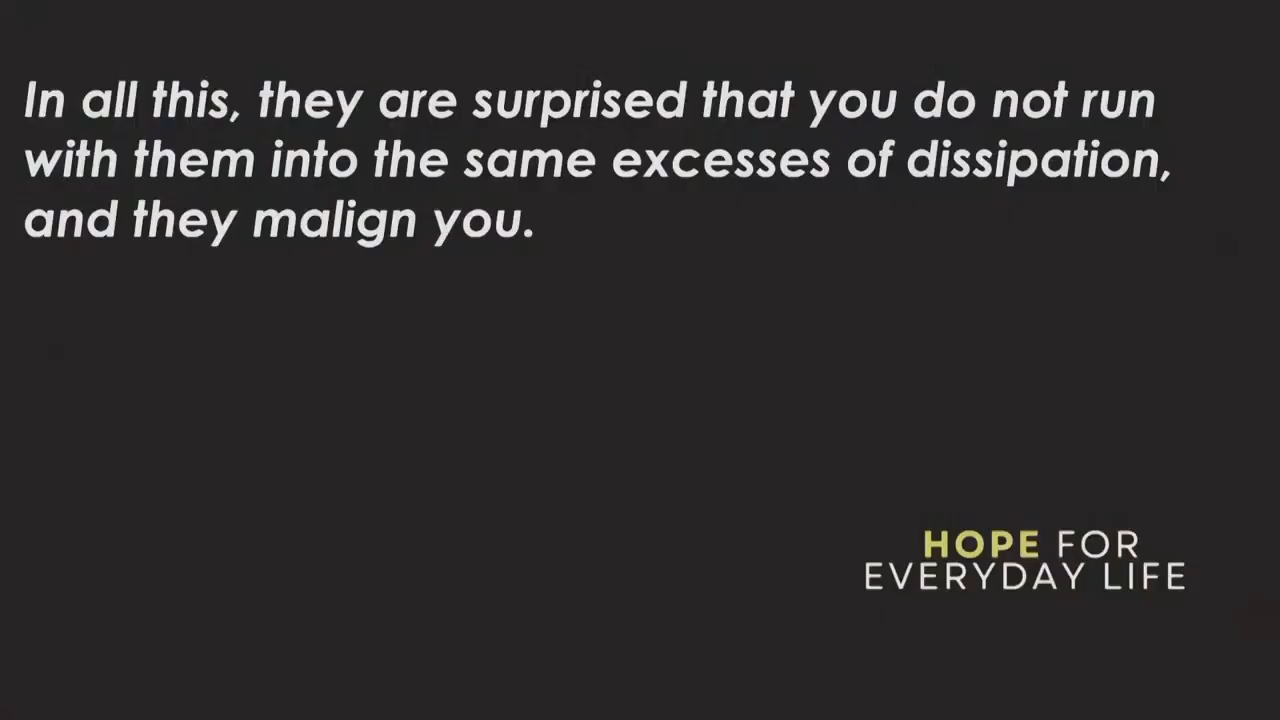 In all this, they are surprised that you do not run
with them into the same excesses of dissipation,
and they malign you.
HOPE FOR
EVERYDAY LIFE